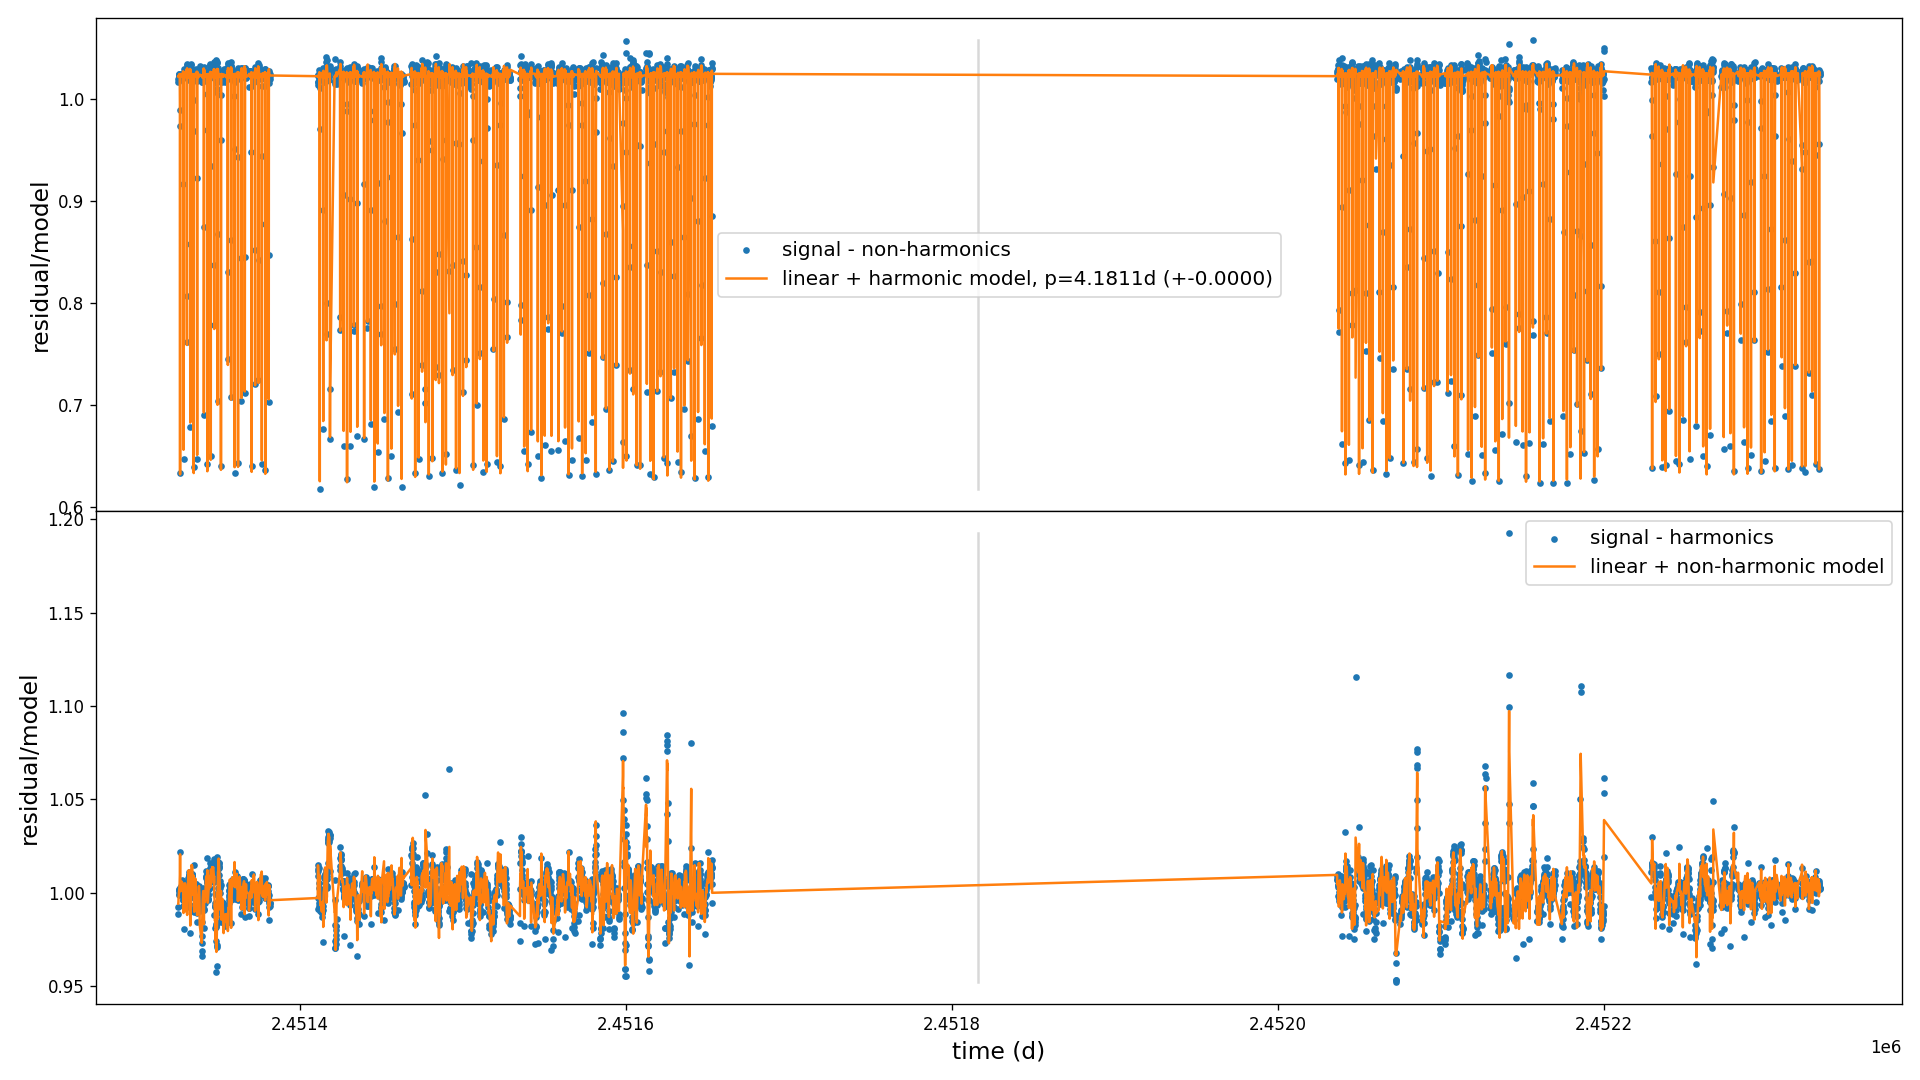 1.0
0.9
0.8
0.7
0.6
residual/model
signal - non-harmonics
linear + harmonic model, p=4.1811d (+-0.0000)
1.20
1.15
1.10
1.05
1.00
0.95
residual/model
signal - harmonics
linear + non-harmonic model
2.4514
2.4516
2.4518
2.4520
2.4522
time (d)
1e6